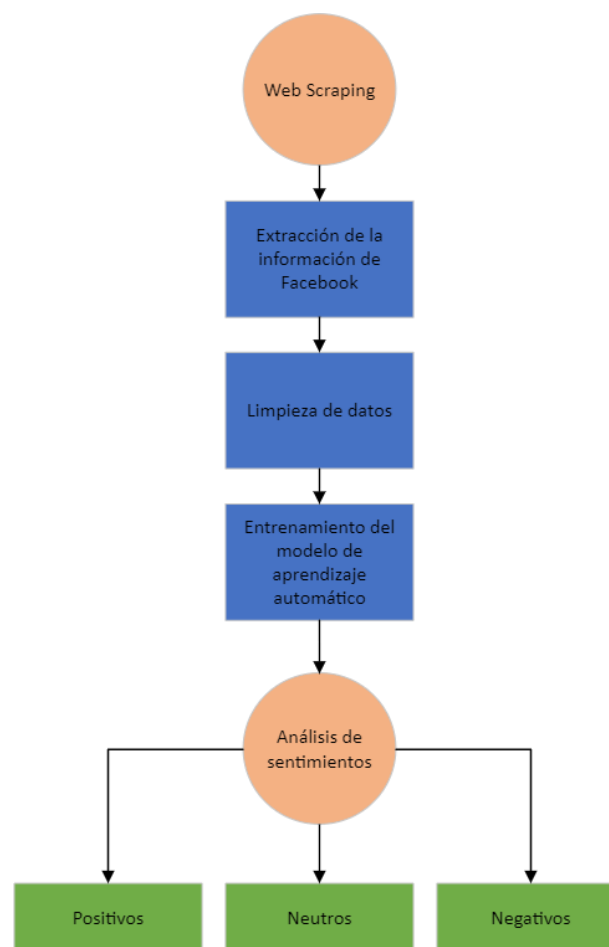 Web Scraping
Extracción de la
información de
Facebook
Limpieza de datos
Entrenamiento del
modelo de
aprendizaje
automático
Análisis de
sentimientos
Positivos
Neutros
Negativos